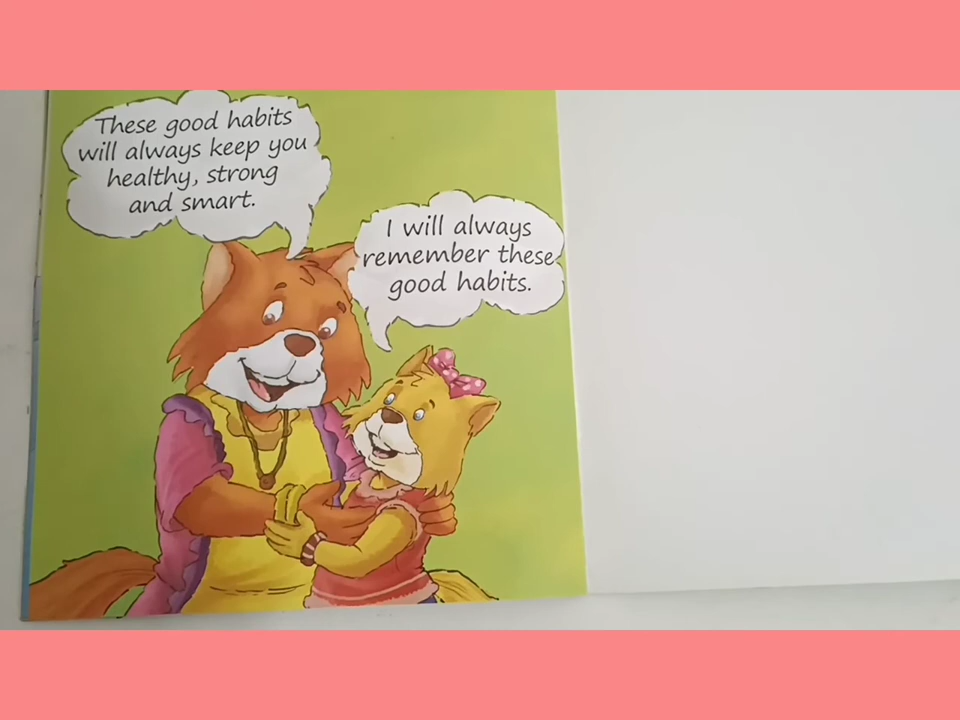 These good habits
will always keep you
healthy, strong
and smart.
I will always
remember these
good habits.